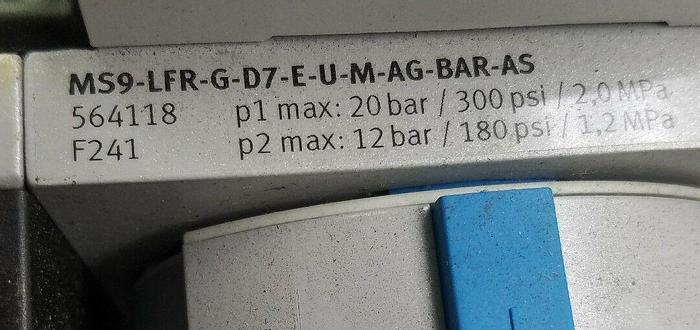 MS9-LFR-G-D7-E-U-M-AG-BAR-AS
564118 p1 max: 20 bar / 300 psi / 2,0 MPa
F241 p2 max: 12 bar / 180 psi / 1,2 MPa